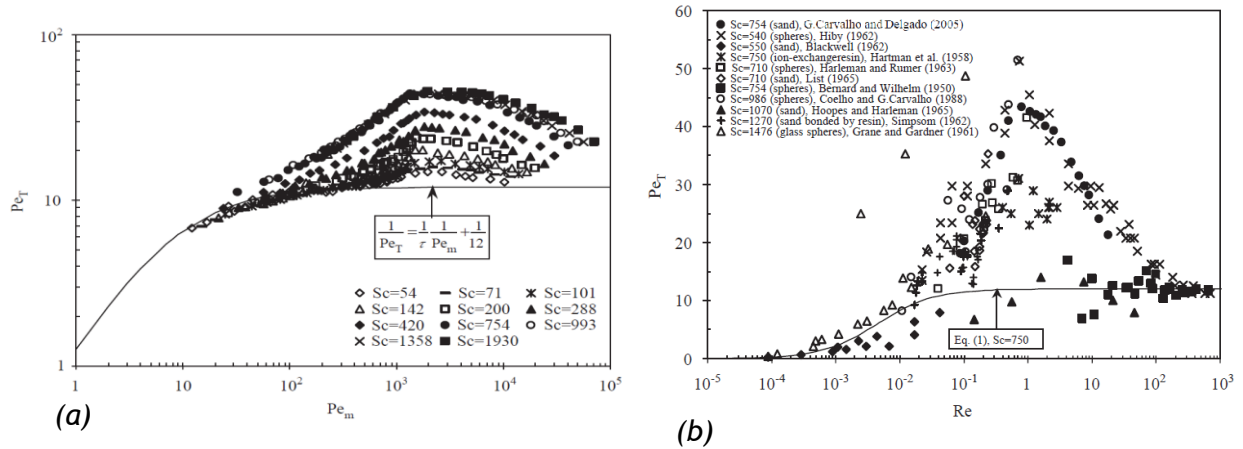 (a)
10²
10
1
Pe_T
1 10 10² 10³ 10⁴ 10⁵
Pe_m
1/Pe_T = 1/τ 1/Pe_m + 1/12
Sc=54 Sc=71 Sc=101
Sc=142 Sc=200 Sc=288
Sc=420 Sc=754 Sc=993
Sc=1358 Sc=1930
(b)
60
50
40
30
20
10
0
Pe_T
Sc=754 (sand), G.Carvalho and Delgado (2005)
Sc=540 (spheres), Hiby (1962)
Sc=550 (sand), Blackwell (1962)
Sc=750 (ion-exchangeresin), Hartman et al. (1958)
Sc=710 (spheres), Harleman and Rumer (1963)
Sc=710 (sand), List (1965)
Sc=754 (spheres), Bernard and Wilhelm (1950)
Sc=986 (spheres), Coelho and G.Carvalho (1988)
Sc=1070 (sand), Hoopes and Harleman (1965)
Sc=1270 (sand bonded by resin), Simpsom (1962)
Sc=1476 (glass spheres), Grane and Gardner (1961)
Eq. (1), Sc=750
10⁻⁵ 10⁻⁴ 10⁻³ 10⁻² 10⁻¹ 1 10 10² 10³
Re